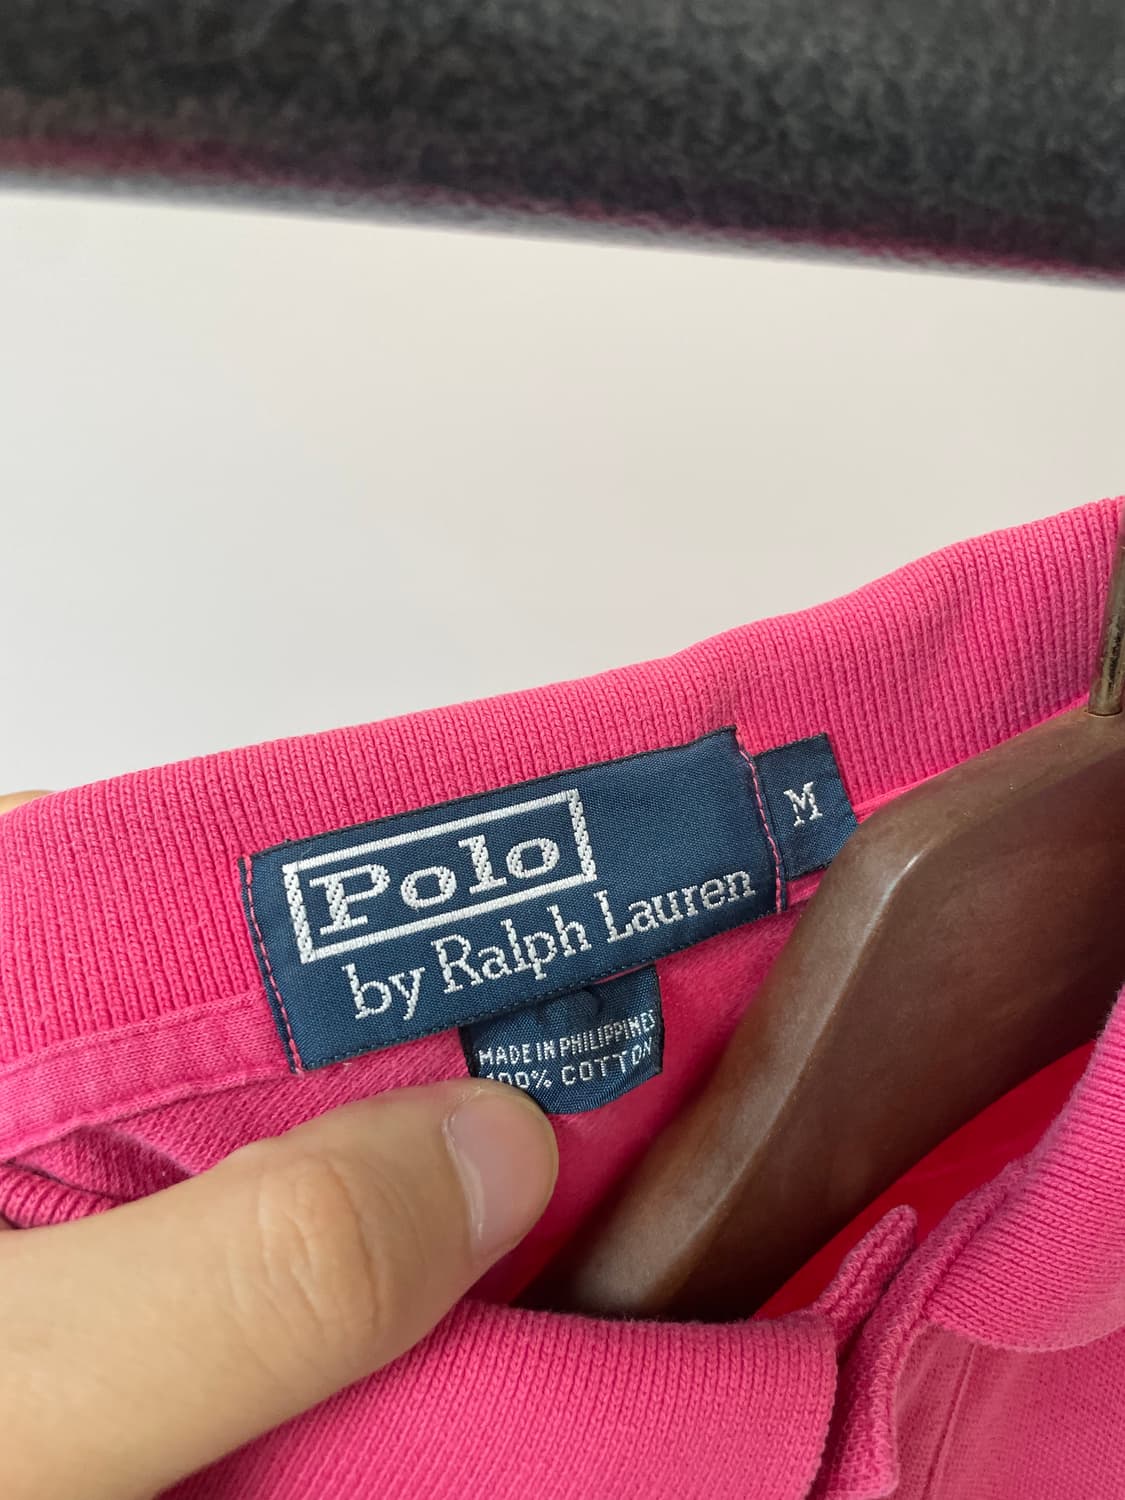 Polo
by Ralph Lauren
M
MADE IN PHILIPPINES
100% COTTON